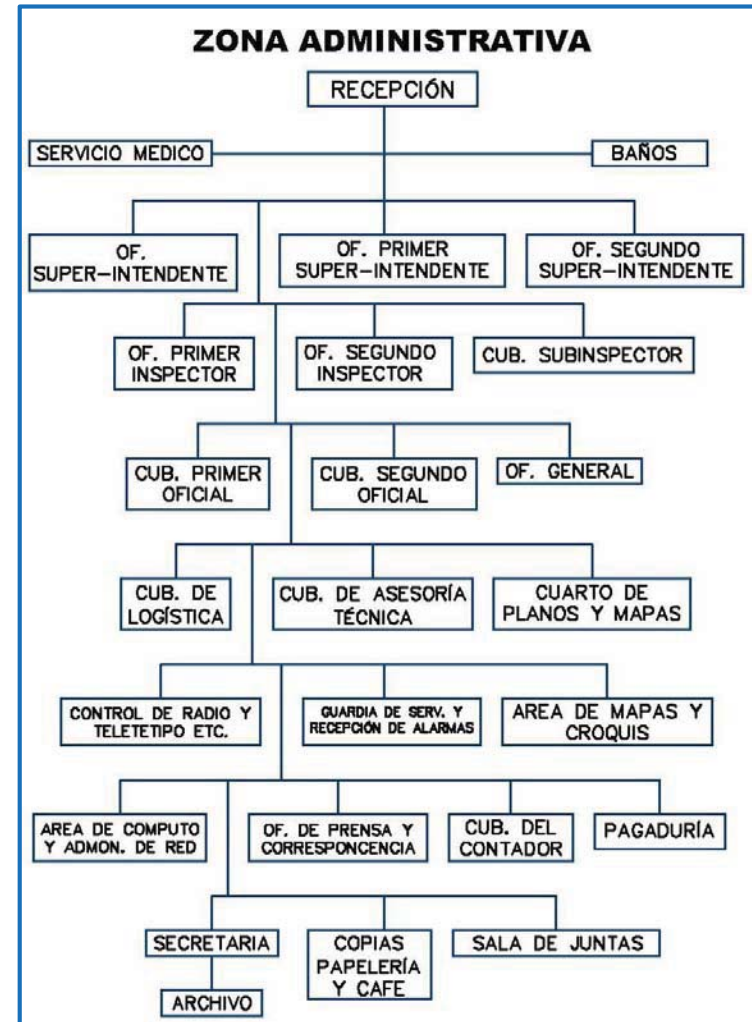 ZONA ADMINISTRATIVA
RECEPCIÓN
SERVICIO MEDICO
BAÑOS
OF.
SUPER-INTENDENTE
OF. PRIMER
SUPER-INTENDENTE
OF. SEGUNDO
SUPER-INTENDENTE
OF. PRIMER
INSPECTOR
OF. SEGUNDO
INSPECTOR
CUB. SUBINSPECTOR
CUB. PRIMER
OFICIAL
CUB. SEGUNDO
OFICIAL
OF. GENERAL
CUB. DE
LOGÍSTICA
CUB. DE ASESORÍA
TÉCNICA
CUARTO DE
PLANOS Y MAPAS
CONTROL DE RADIO Y
TELETETIPO ETC.
GUARDIA DE SERV. Y
RECEPCIÓN DE ALARMAS
AREA DE MAPAS Y
CROQUIS
AREA DE COMPUTO
Y ADMON. DE RED
OF. DE PRENSA Y
CORRESPONCENCIA
CUB. DEL
CONTADOR
PAGADURÍA
SECRETARIA
COPIAS
PAPELERÍA
Y CAFE
SALA DE JUNTAS
ARCHIVO